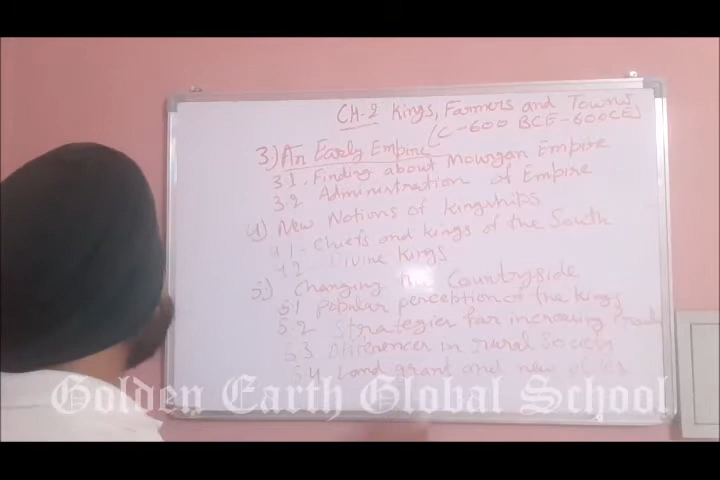 CH-2 Kings, Farmers and Towns
(C-600 BCE-600CE)
3) An Early Empire
3.1. Finding about Mowryan Empire
3.2 Administration of Empire
4) New Notions of Kingships
4.1- Chiefs and kings of the South
4.2 Divine kings
5) Changing the Countryside
5.1 popular perception of the kings
5.2 Strategies for increasing
5.3 Differences in rural Society
5.4 Land grant and new
Golden Earth Global School